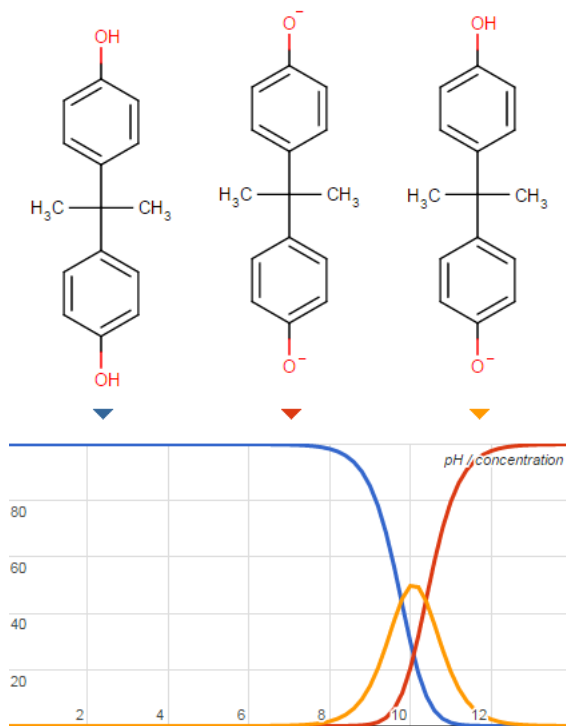 OH
O⁻
OH
H₃C CH₃
H₃C CH₃
H₃C CH₃
OH
O⁻
O⁻
pH / concentration
80
60
40
20
2 4 6 8 10 12